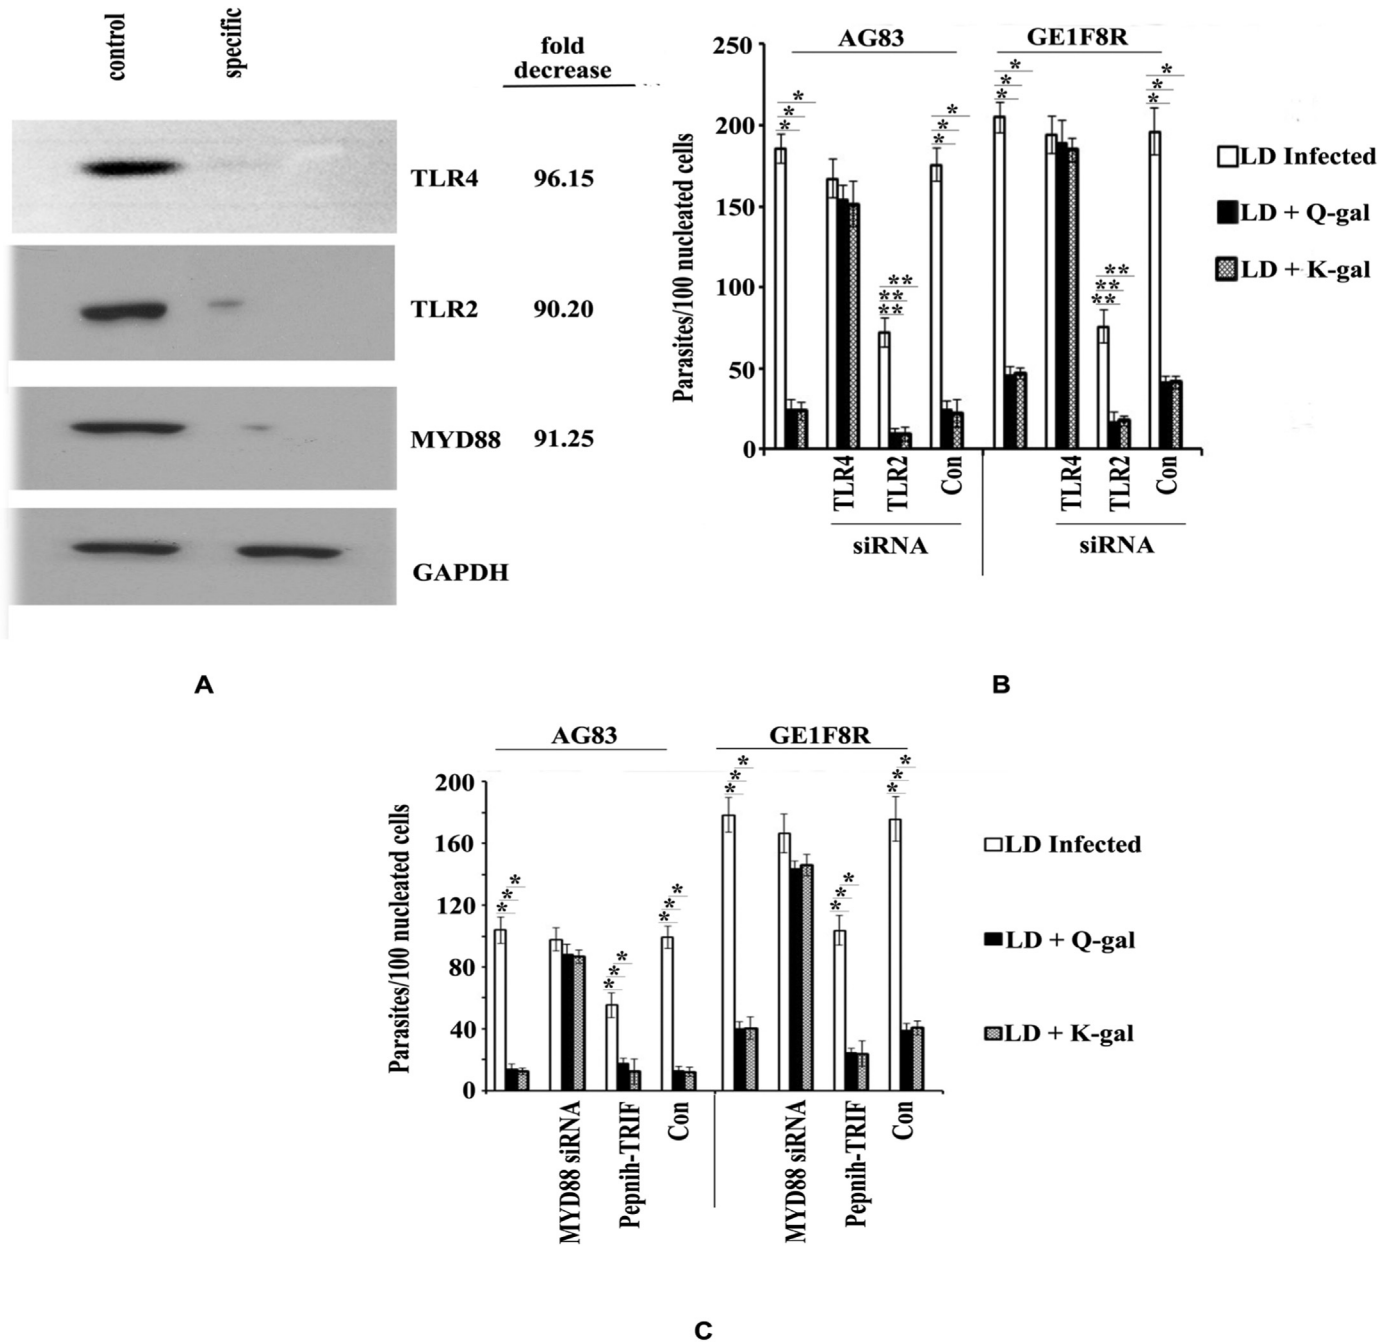 control
specific
fold
decrease
TLR4 96.15
TLR2 90.20
MYD88 91.25
GAPDH
A
AG83 GE1F8R
250
200
150
100
50
0
Parasites/100 nucleated cells
* * * * * * ** ** ** * * * * * * ** ** ** * * *
TLR4 TLR2 Con TLR4 TLR2 Con
siRNA siRNA
LD Infected
LD + Q-gal
LD + K-gal
B
AG83 GE1F8R
200
160
120
80
40
0
Parasites/100 nucleated cells
* * * * * * * * * * * * * * * * * *
MYD88 siRNA Pepnih-TRIF Con MYD88 siRNA Pepnih-TRIF Con
LD Infected
LD + Q-gal
LD + K-gal
C